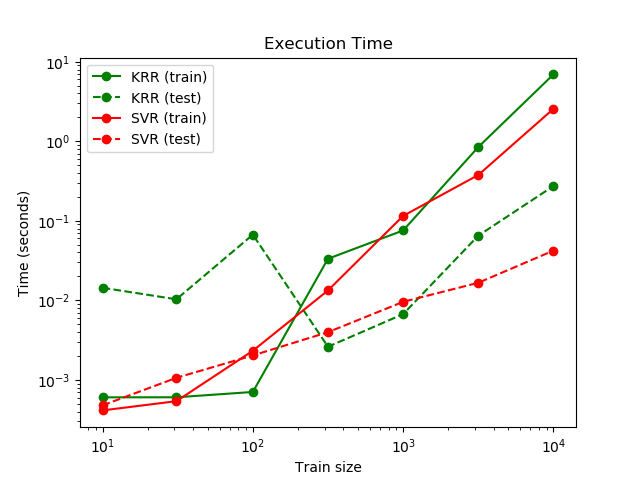 Execution Time
KRR (train)
KRR (test)
SVR (train)
SVR (test)
10¹
10⁰
10⁻¹
10⁻²
10⁻³
Time (seconds)
10¹
10²
10³
10⁴
Train size